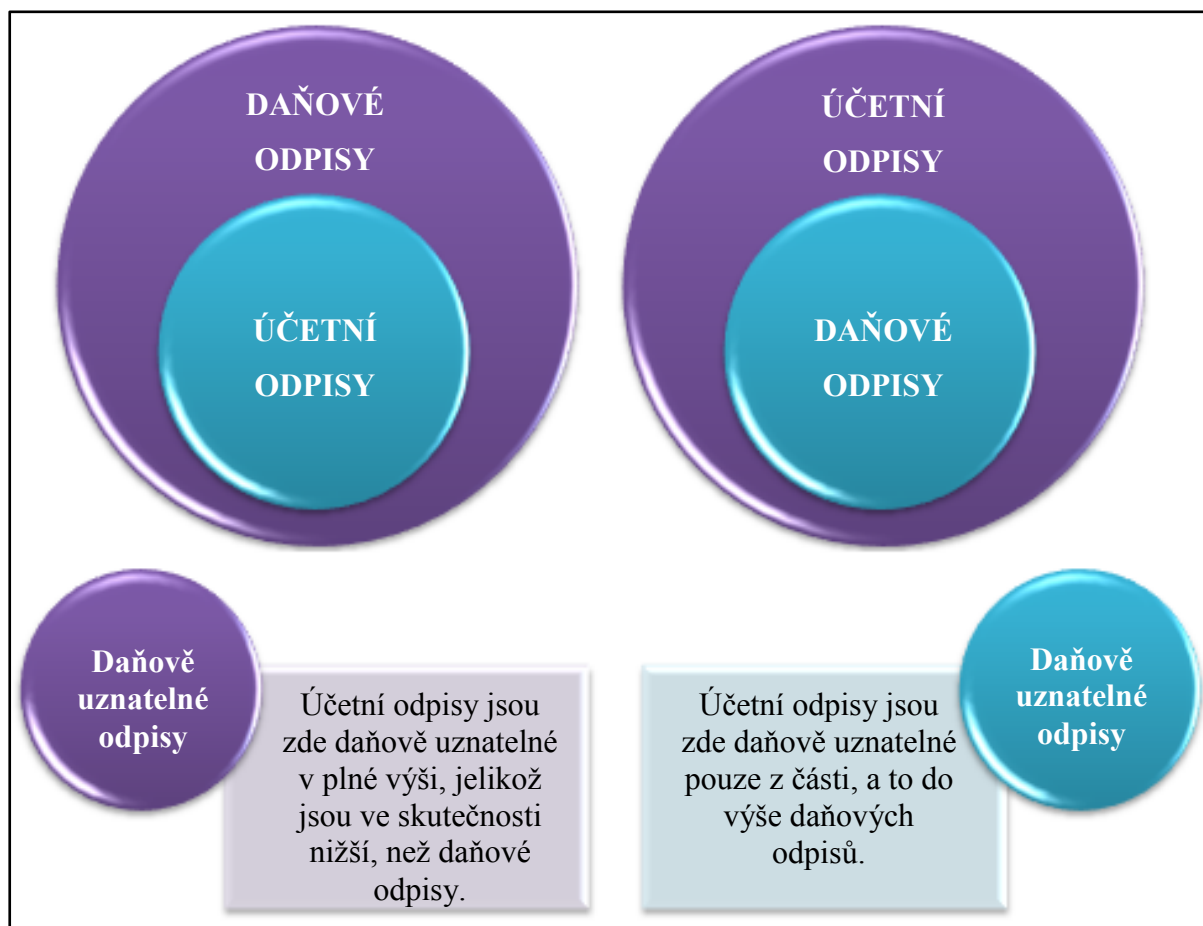 DAŇOVÉ
ODPISY
ÚČETNÍ
ODPISY
ÚČETNÍ
ODPISY
DAŇOVÉ
ODPISY
Daňově
uznatelné
odpisy
Účetní odpisy jsou
zde daňově uznatelné
v plné výši, jelikož
jsou ve skutečnosti
nižší, než daňové
odpisy.
Účetní odpisy jsou
zde daňově uznatelné
pouze z části, a to do
výše daňových
odpisů.
Daňově
uznatelné
odpisy